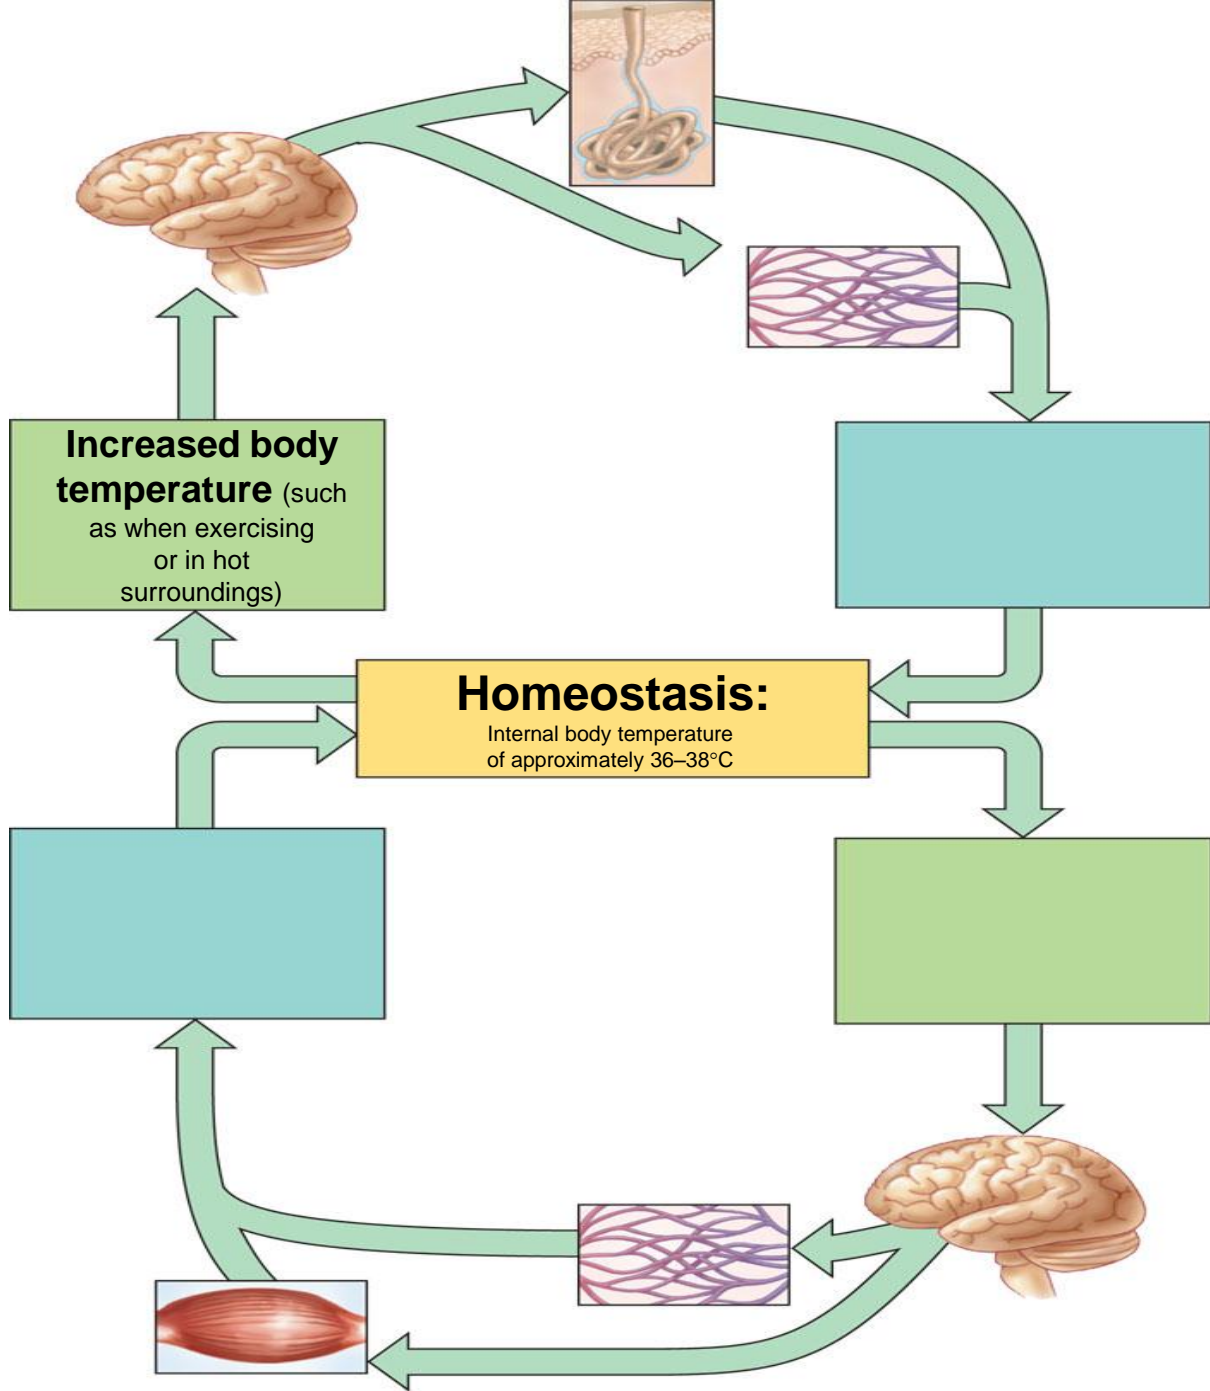 Increased body
temperature (such
as when exercising
or in hot
surroundings)
Homeostasis:
Internal body temperature
of approximately 36–38°C